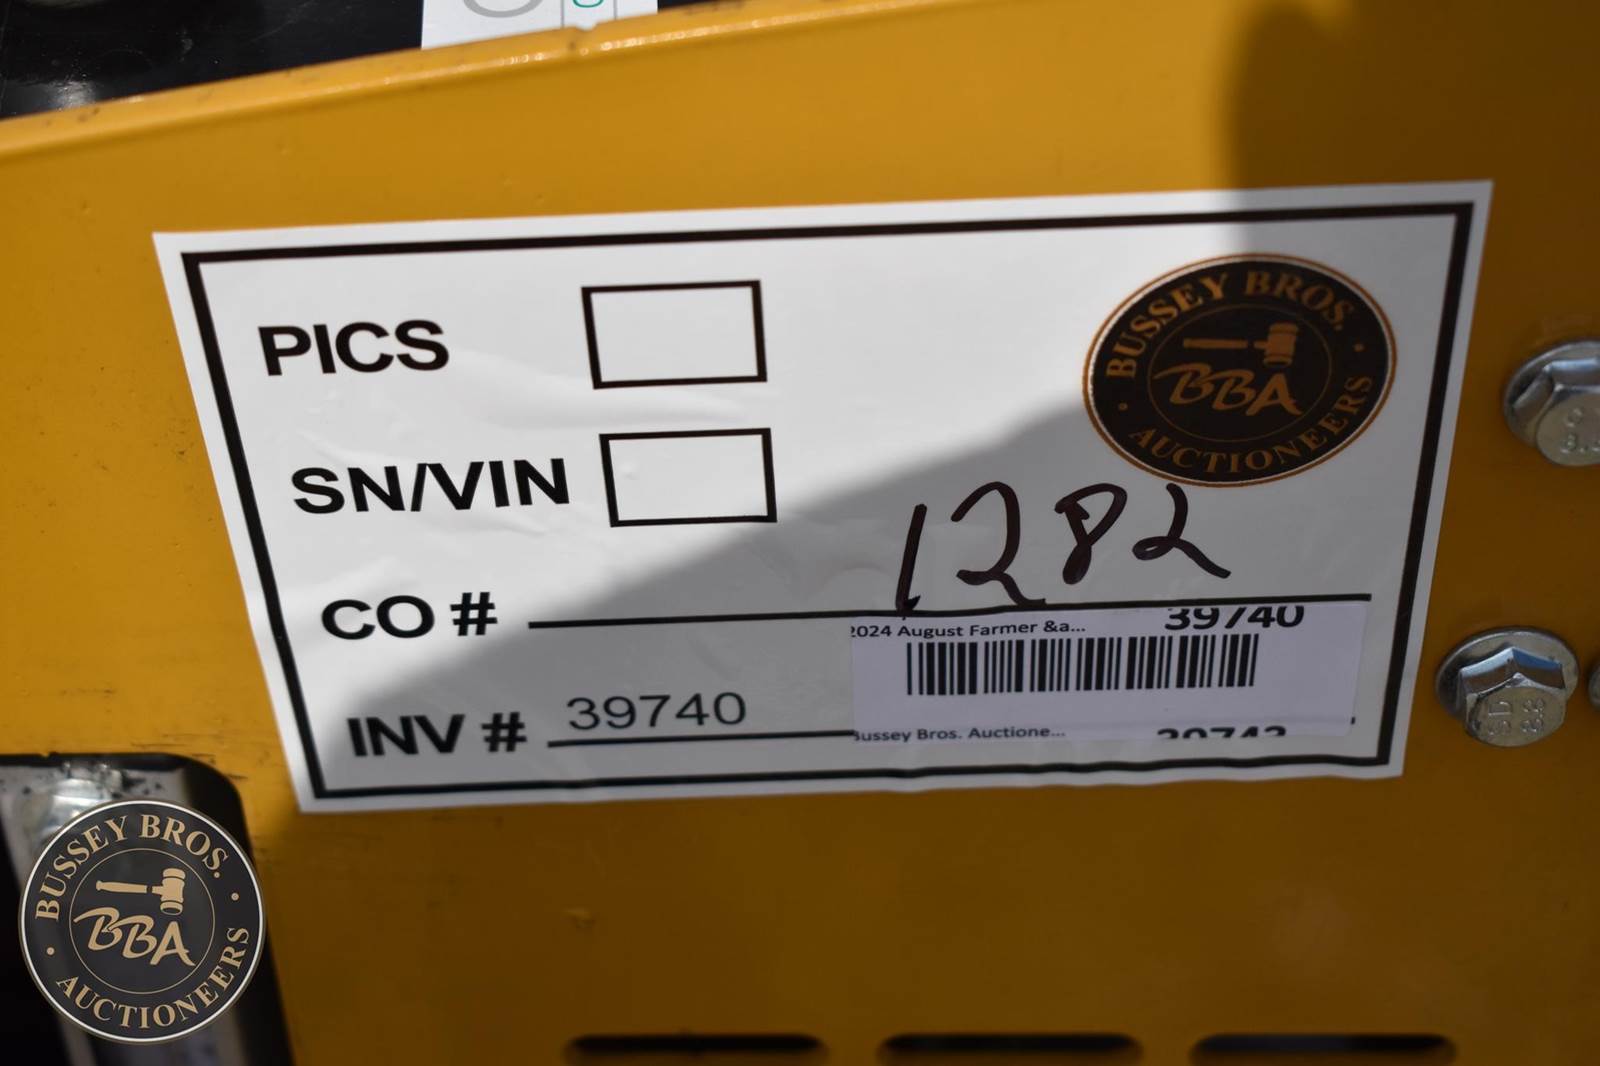 PICS
BUSSEY BROS.
BBA
AUCTIONEERS
SN/VIN
1282
CO #
2024 August Farmer &a... 39740
INV # 39740
Bussey Bros. Auctione...
BUSSEY BROS.
BBA
AUCTIONEERS